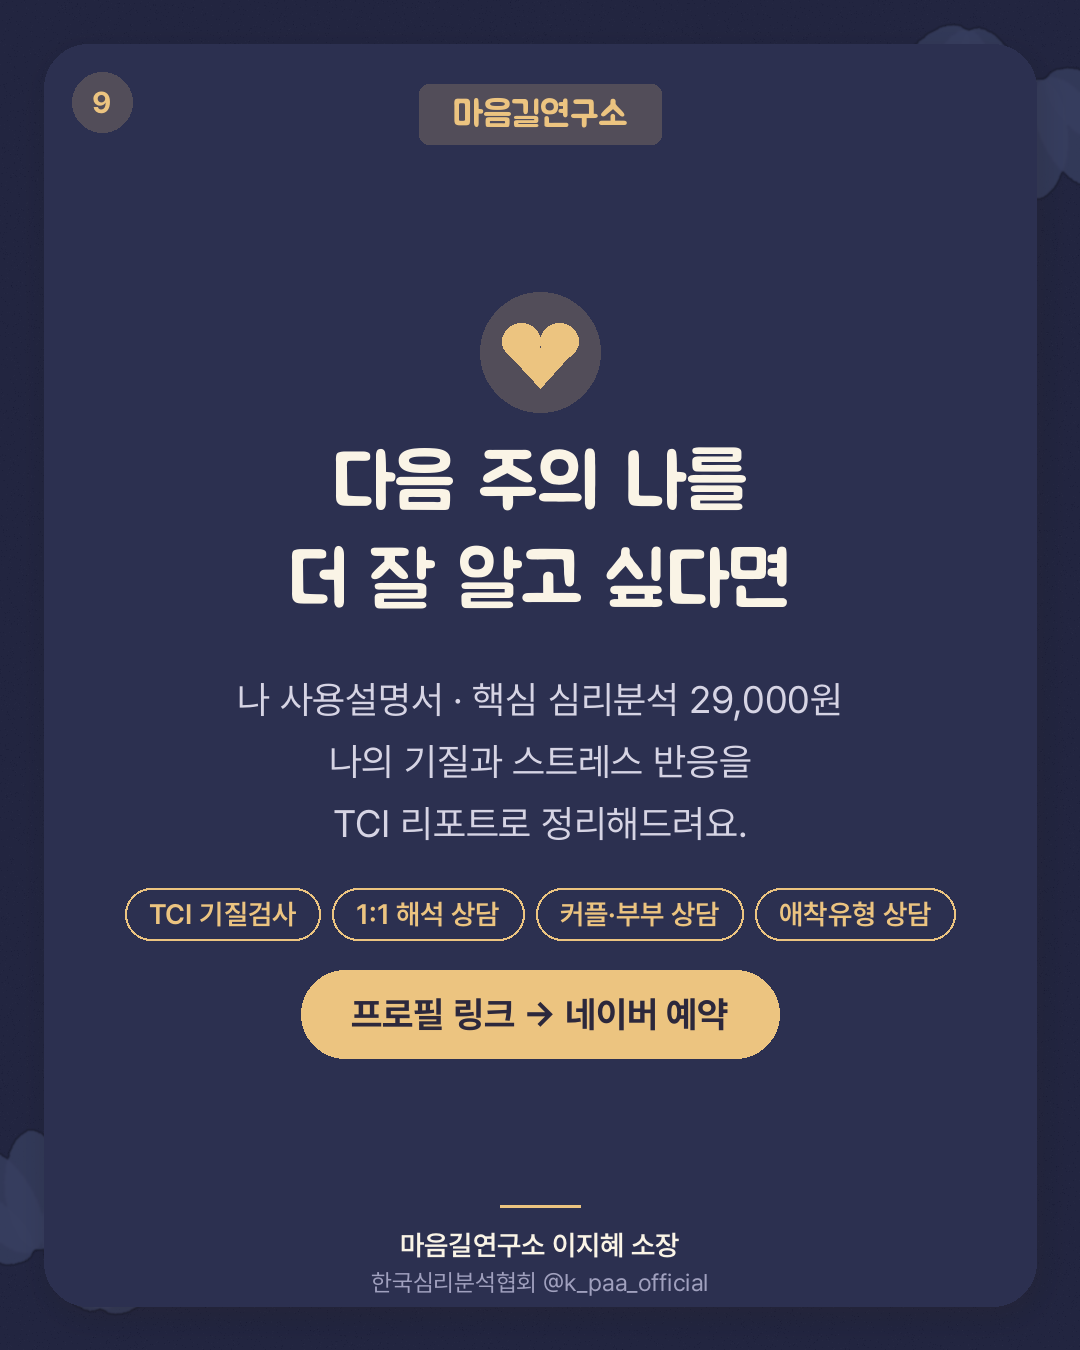 9
마음길연구소
다음 주의 나를
더 잘 알고 싶다면
나 사용설명서 · 핵심 심리분석 29,000원
나의 기질과 스트레스 반응을
TCI 리포트로 정리해드려요.
TCI 기질검사 1:1 해석 상담 커플·부부 상담 애착유형 상담
프로필 링크 → 네이버 예약
마음길연구소 이지혜 소장
한국심리분석협회 @k_paa_official